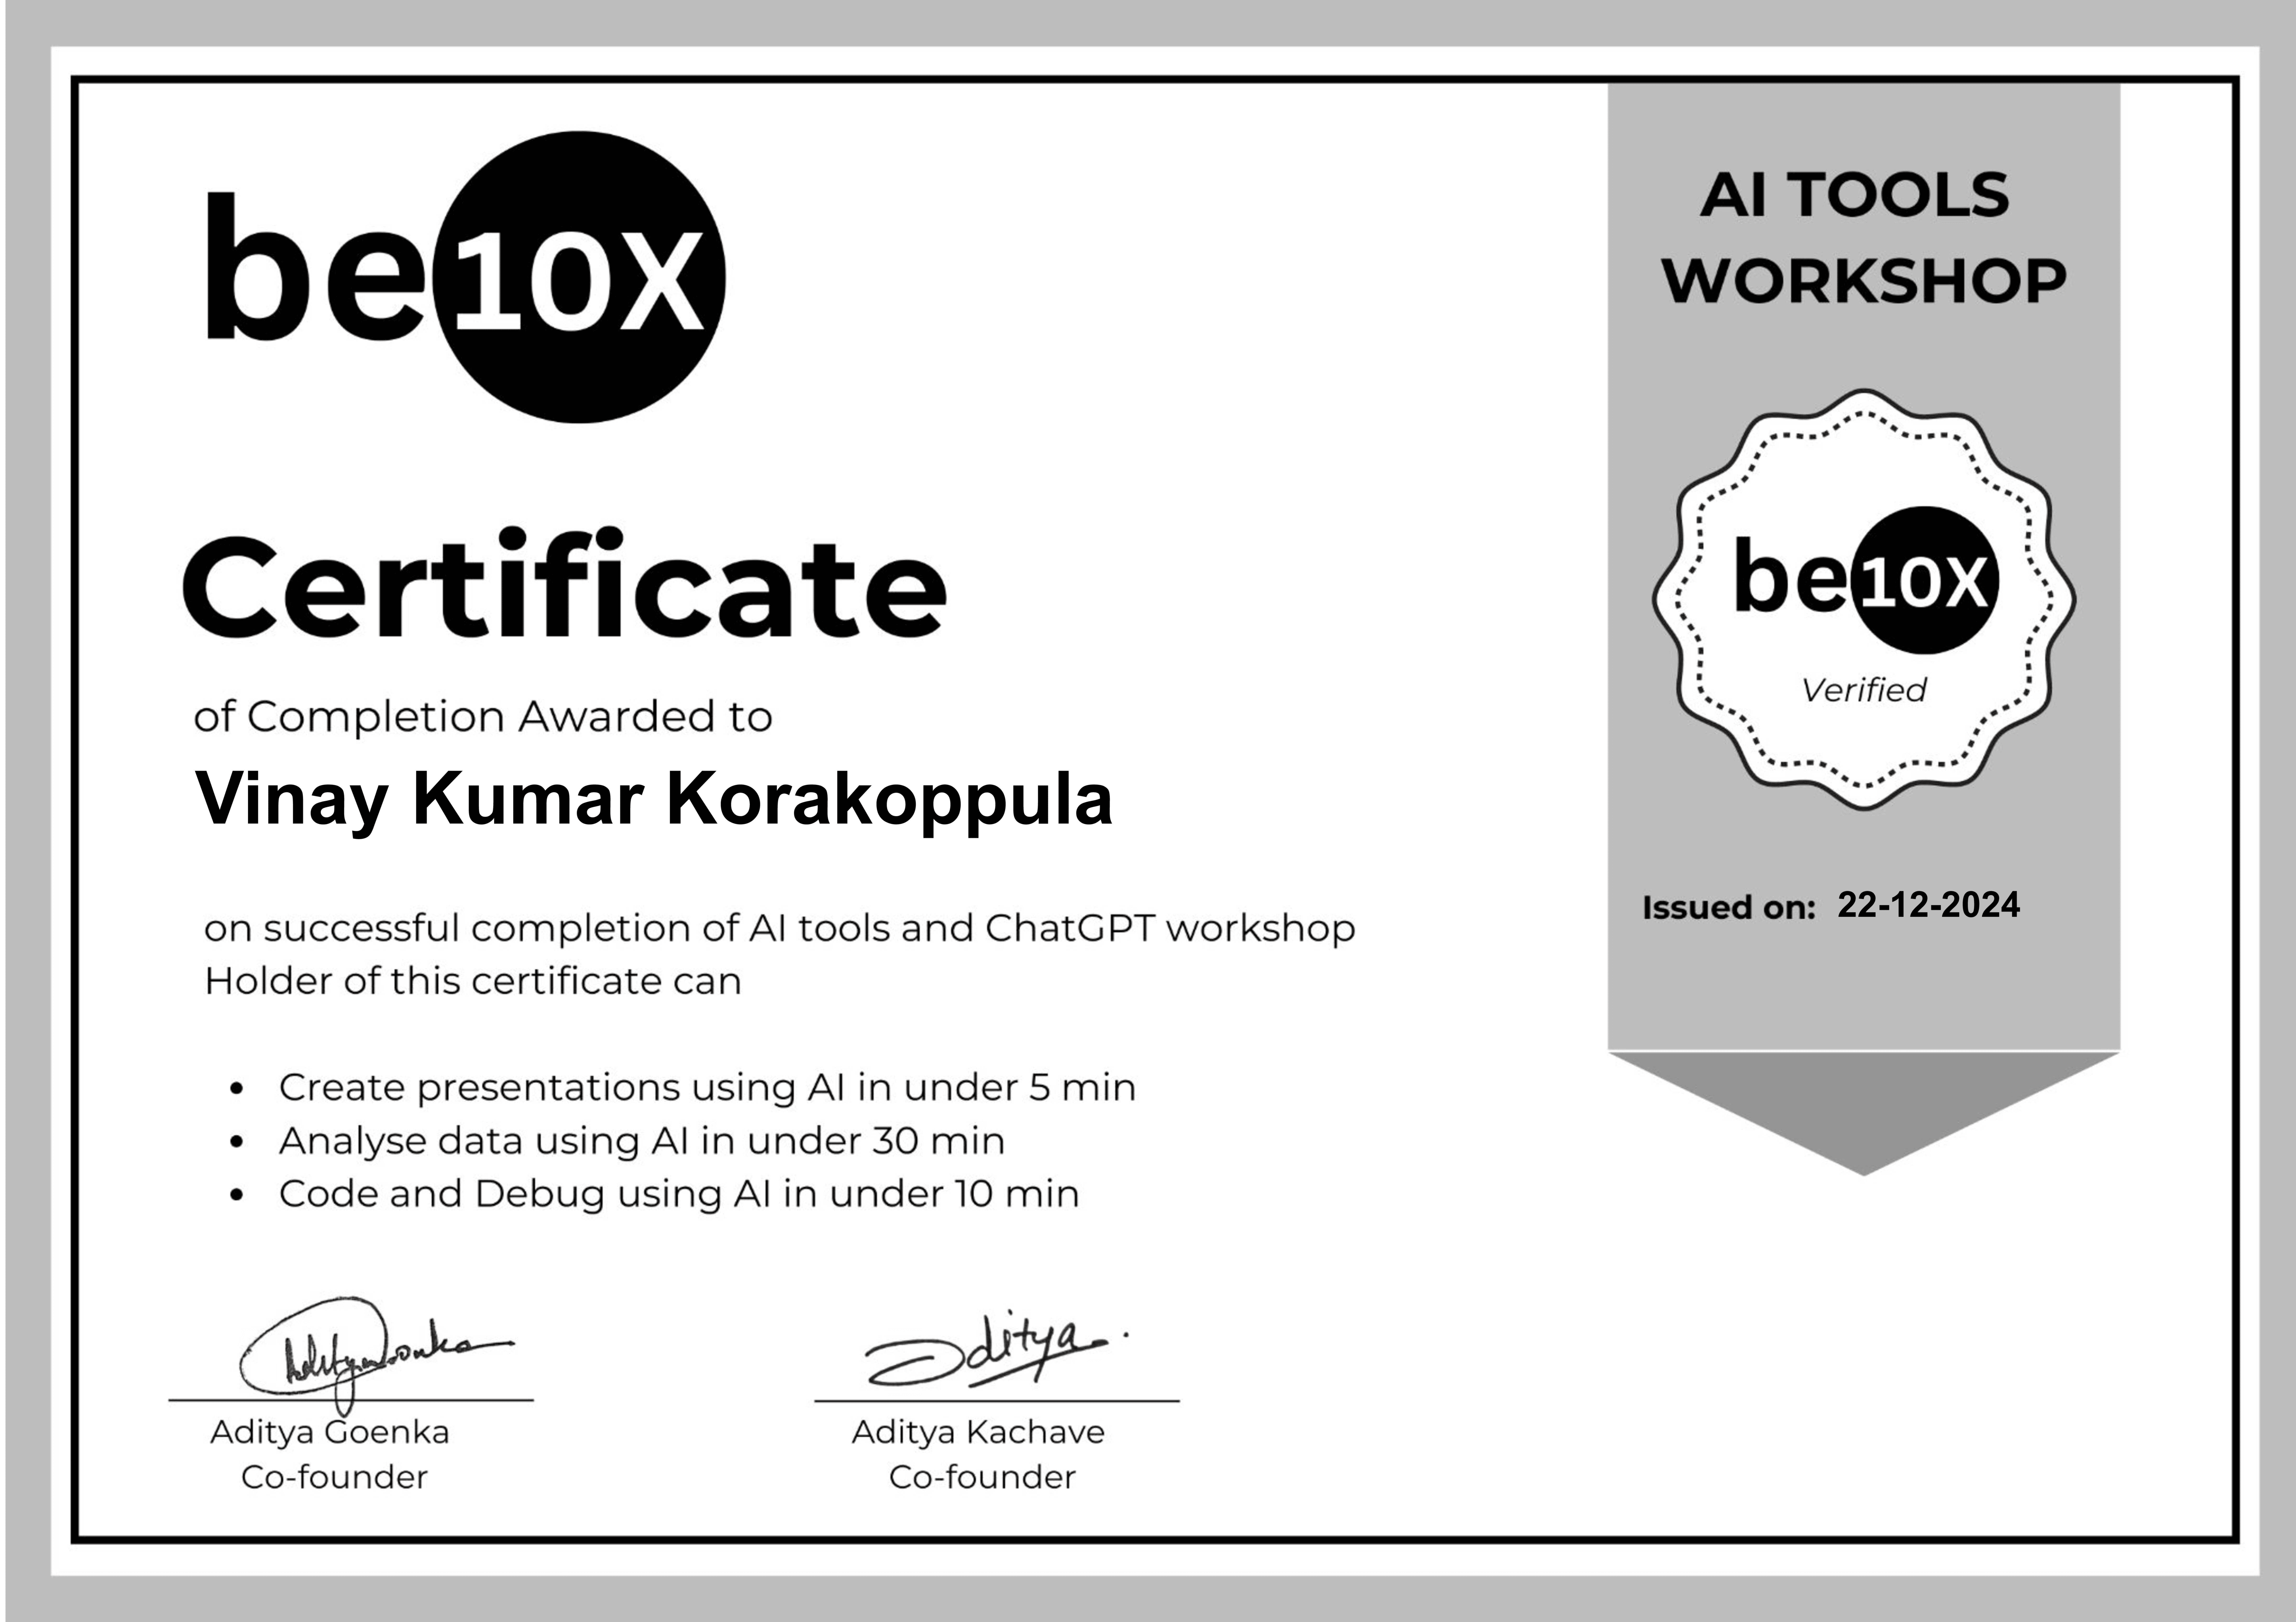 be10X
Certificate
of Completion Awarded to
Vinay Kumar Korakoppula
on successful completion of AI tools and ChatGPT workshop
Holder of this certificate can
• Create presentations using AI in under 5 min
• Analyse data using AI in under 30 min
• Code and Debug using AI in under 10 min
Aditya Goenka
Aditya Goenka
Co-founder
Aditya
Aditya Kachave
Co-founder
AI TOOLS
WORKSHOP
be10X
Verified
Issued on: 22-12-2024